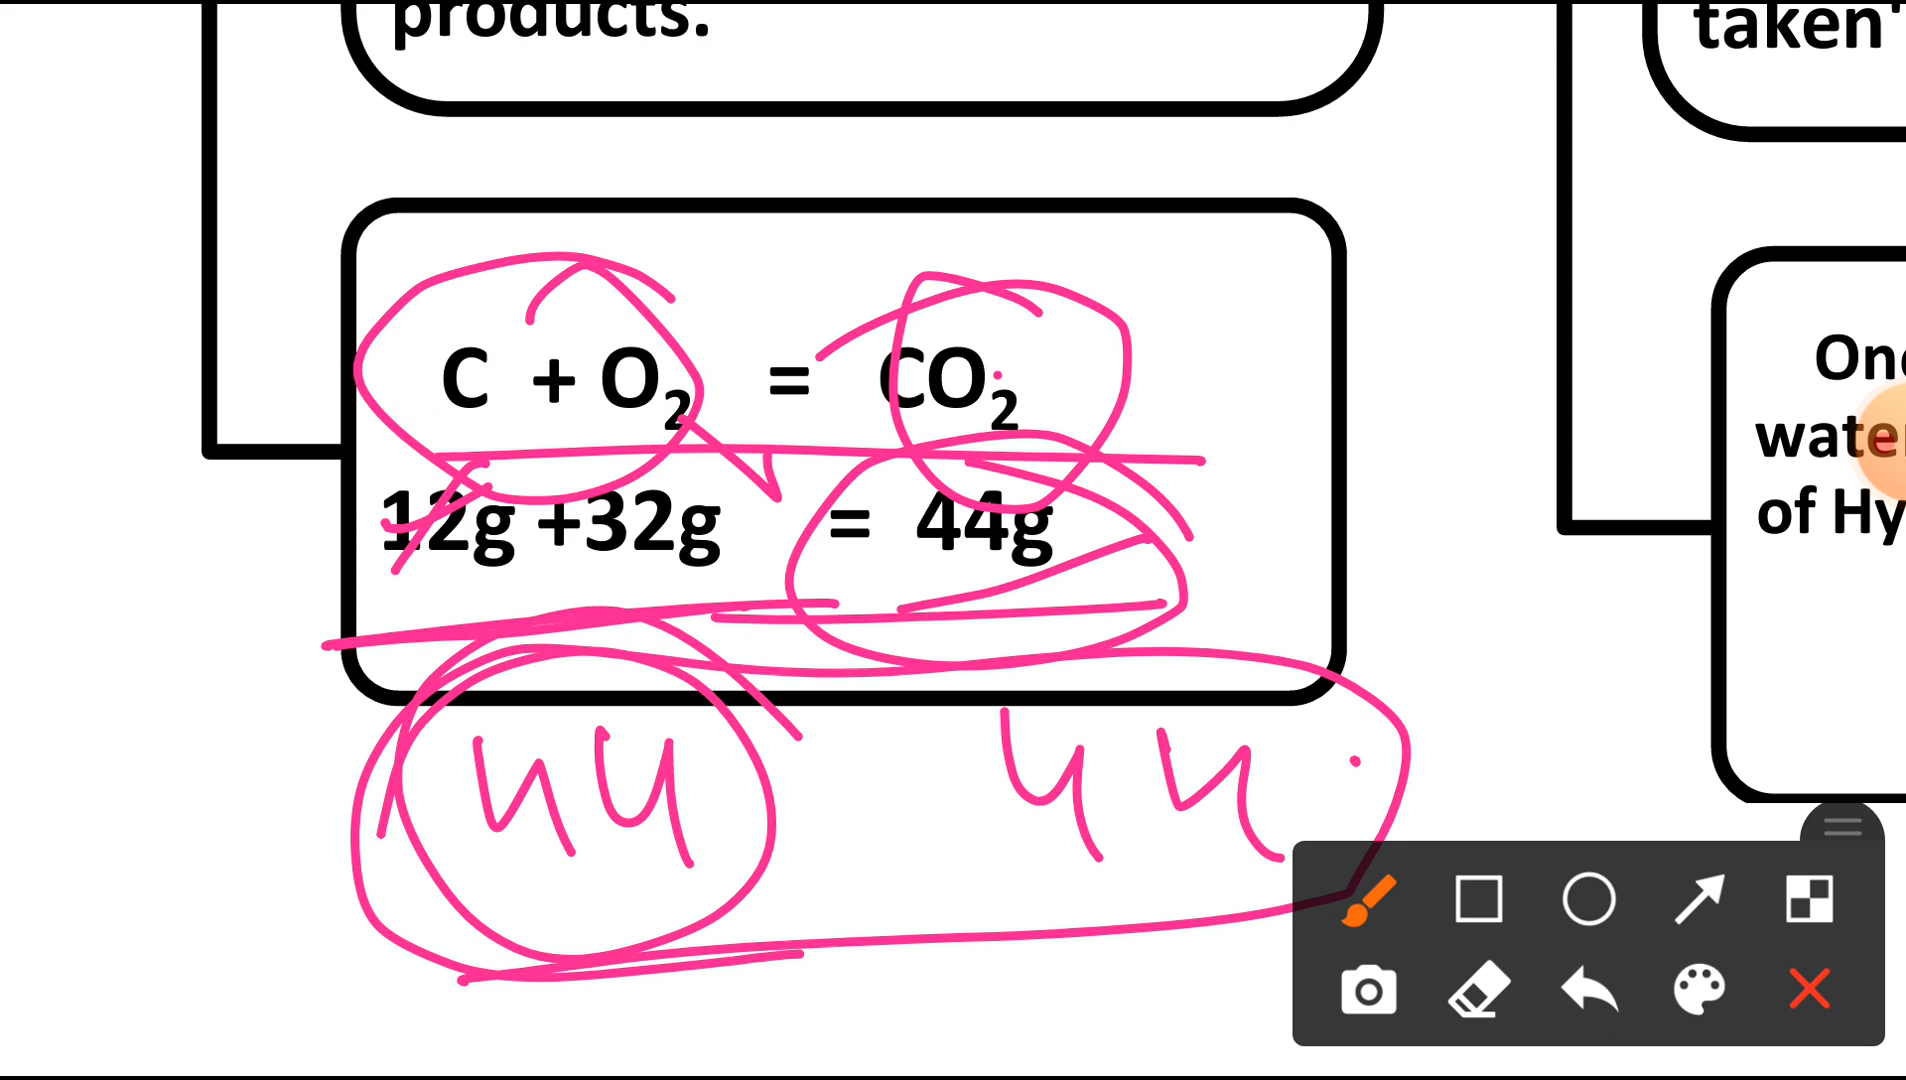 products.
taken"
C + O₂ = CO₂
12g +32g = 44g
44 44
One
water
of Hy